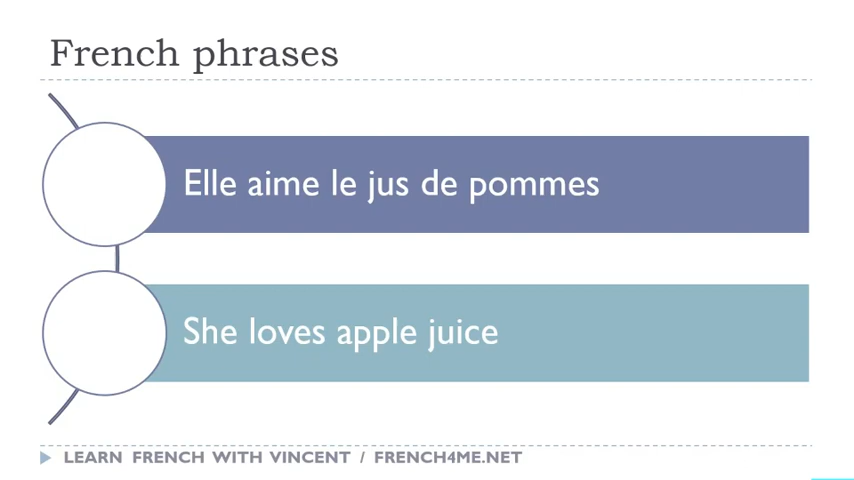 French phrases
Elle aime le jus de pommes
She loves apple juice
LEARN FRENCH WITH VINCENT / FRENCH4ME.NET